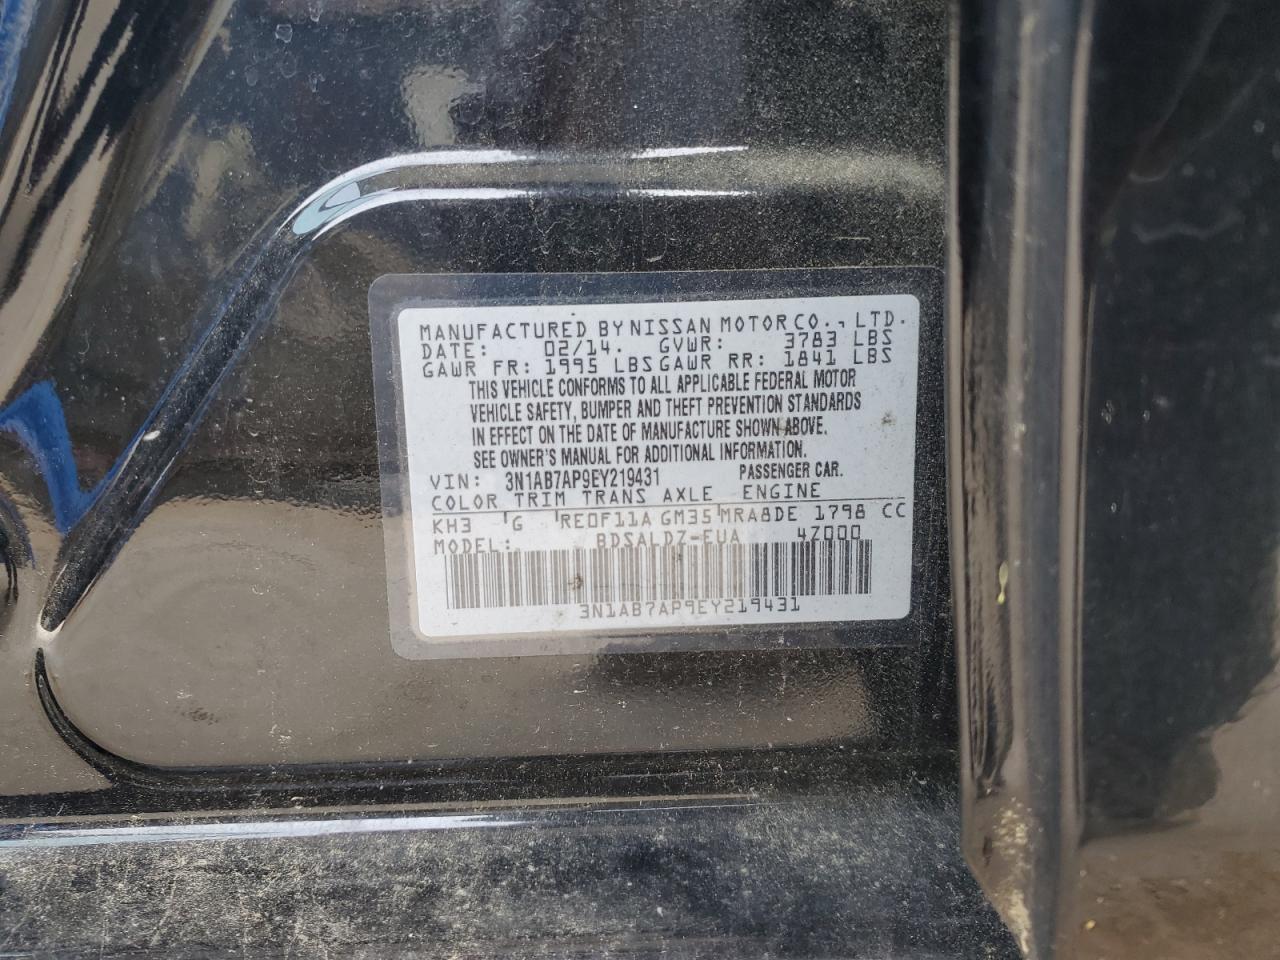 MANUFACTURED BY NISSAN MOTOR CO., LTD.
DATE: 02/14. GVWR: 3783 LBS
GAWR FR: 1995 LBS GAWR RR: 1841 LBS
THIS VEHICLE CONFORMS TO ALL APPLICABLE FEDERAL MOTOR
VEHICLE SAFETY, BUMPER AND THEFT PREVENTION STANDARDS
IN EFFECT ON THE DATE OF MANUFACTURE SHOWN ABOVE.
SEE OWNER'S MANUAL FOR ADDITIONAL INFORMATION.
VIN: 3N1AB7AP9EY219431 PASSENGER CAR.
COLOR TRIM TRANS AXLE ENGINE
KH3 G RE0F11A GM35 MRA8DE 1798 CC
MODEL: BDSALDZ-EUA 4Z000
3N1AB7AP9EY219431